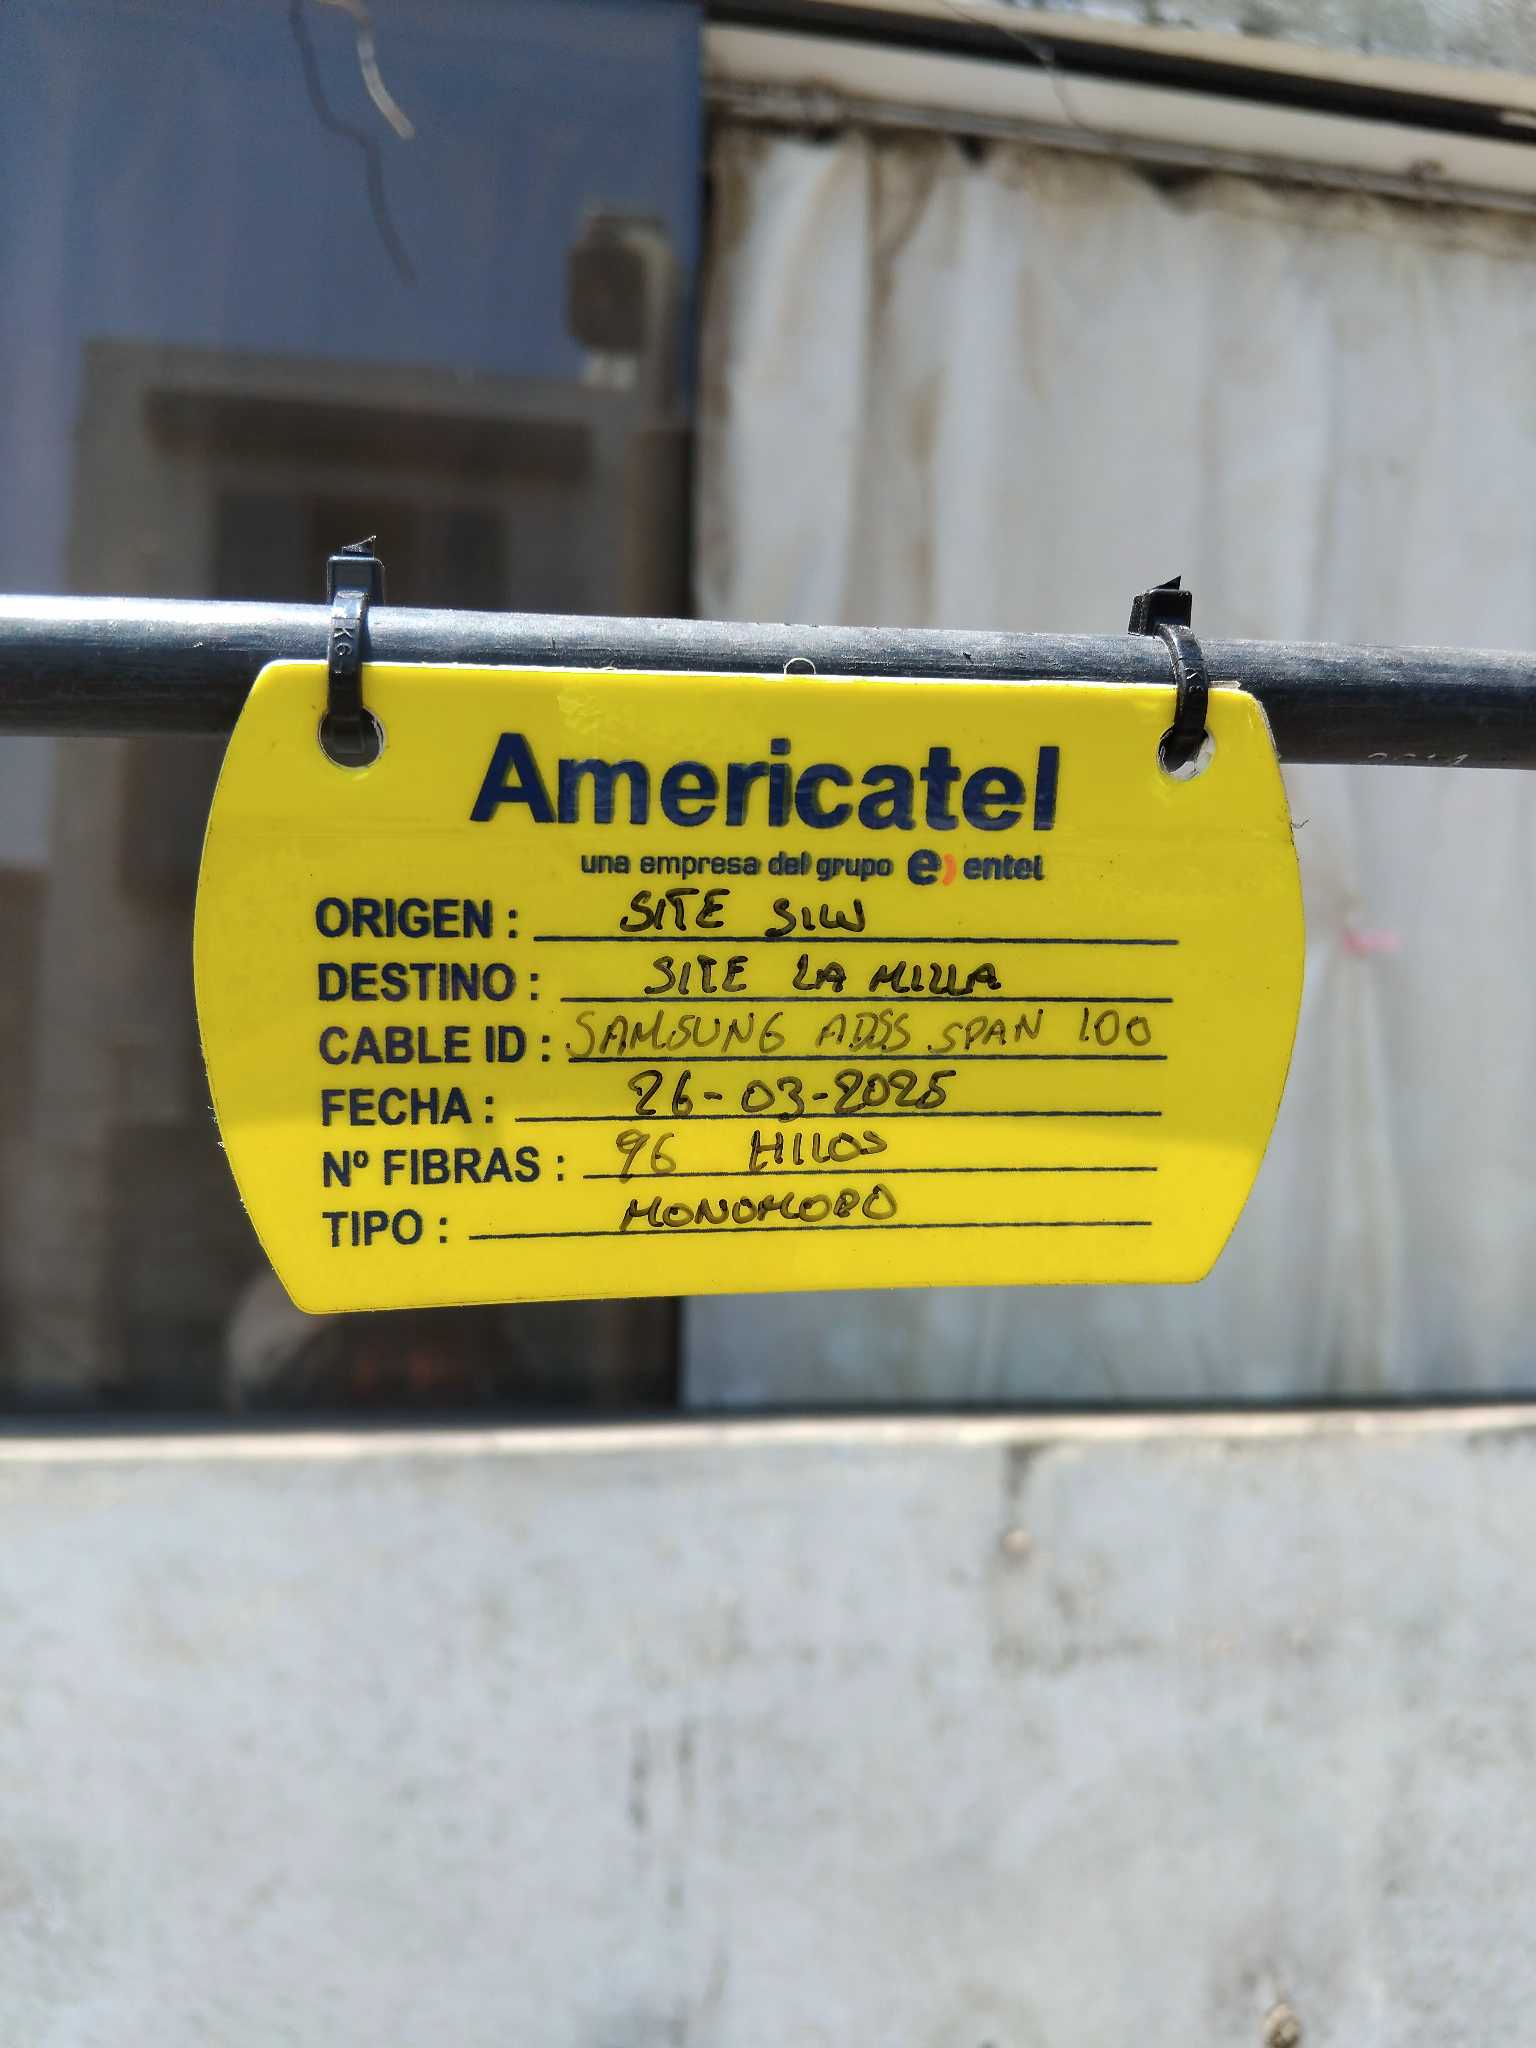 Americatel
una empresa del grupo e) entel
ORIGEN: SITE SILU
DESTINO: SITE LA MILLA
CABLE ID: SAMSUNG ADSS SPAN 100
FECHA: 26-03-2025
Nº FIBRAS: 96 HILOS
TIPO: MONOMODO